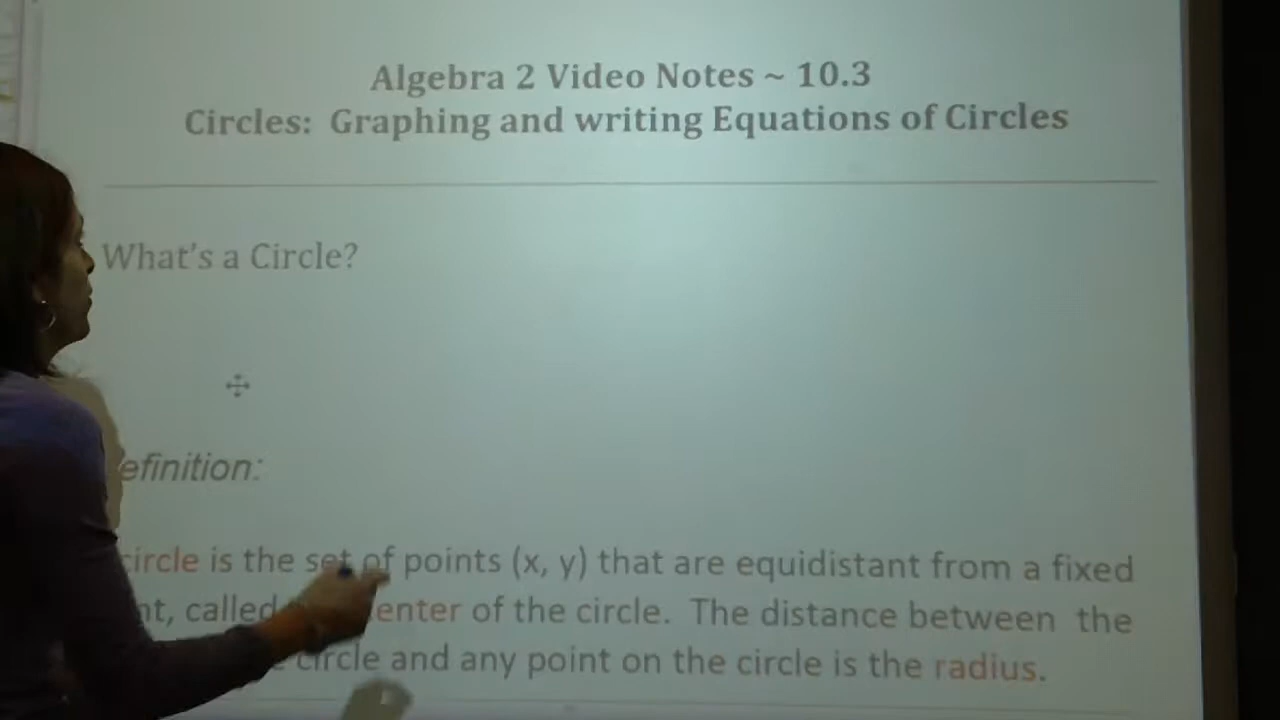 Algebra 2 Video Notes ~ 10.3
Circles: Graphing and writing Equations of Circles
What's a Circle?
efinition:
circle is the set of points (x, y) that are equidistant from a fixed
nt, called enter of the circle. The distance between the
circle and any point on the circle is the radius.